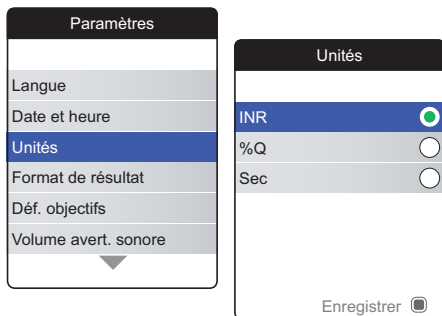 Paramètres
Langue
Date et heure
Unités
Format de résultat
Déf. objectifs
Volume avert. sonore
Unités
INR
%Q
Sec
Enregistrer